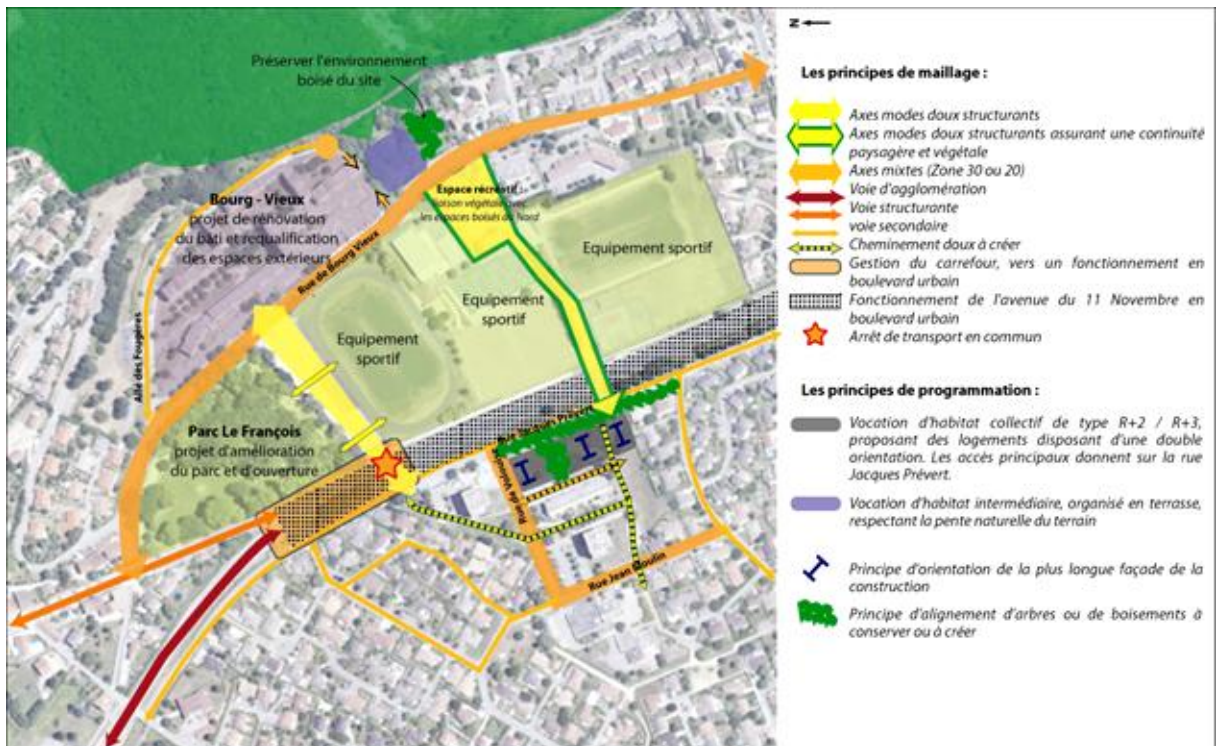 Préserver l'environnement
boisé du site
Bourg - Vieux
projet de rénovation
du bâti et requalification
des espaces extérieurs
Allé des Fougères
Rue de Bourg Vieux
Espace récréatif :
liaison végétale avec
les espaces boisés du Nord
Equipement sportif
Equipement
sportif
Equipement
sportif
Parc Le François
projet d'amélioration
du parc et d'ouverture
Rue Jacques Prévert
Rue Jean Moulin
N
Les principes de maillage :
Axes modes doux structurants
Axes modes doux structurants assurant une continuité
paysagère et végétale
Axes mixtes (Zone 30 ou 20)
Voie d'agglomération
Voie structurante
voie secondaire
Cheminement doux à créer
Gestion du carrefour, vers un fonctionnement en
boulevard urbain
Fonctionnement de l'avenue du 11 Novembre en
boulevard urbain
Arrêt de transport en commun
Les principes de programmation :
Vocation d'habitat collectif de type R+2 / R+3,
proposant des logements disposant d'une double
orientation. Les accès principaux donnent sur la rue
Jacques Prévert.
Vocation d'habitat intermédiaire, organisé en terrasse,
respectant la pente naturelle du terrain
Principe d'orientation de la plus longue façade de la
construction
Principe d'alignement d'arbres ou de boisements à
conserver ou à créer